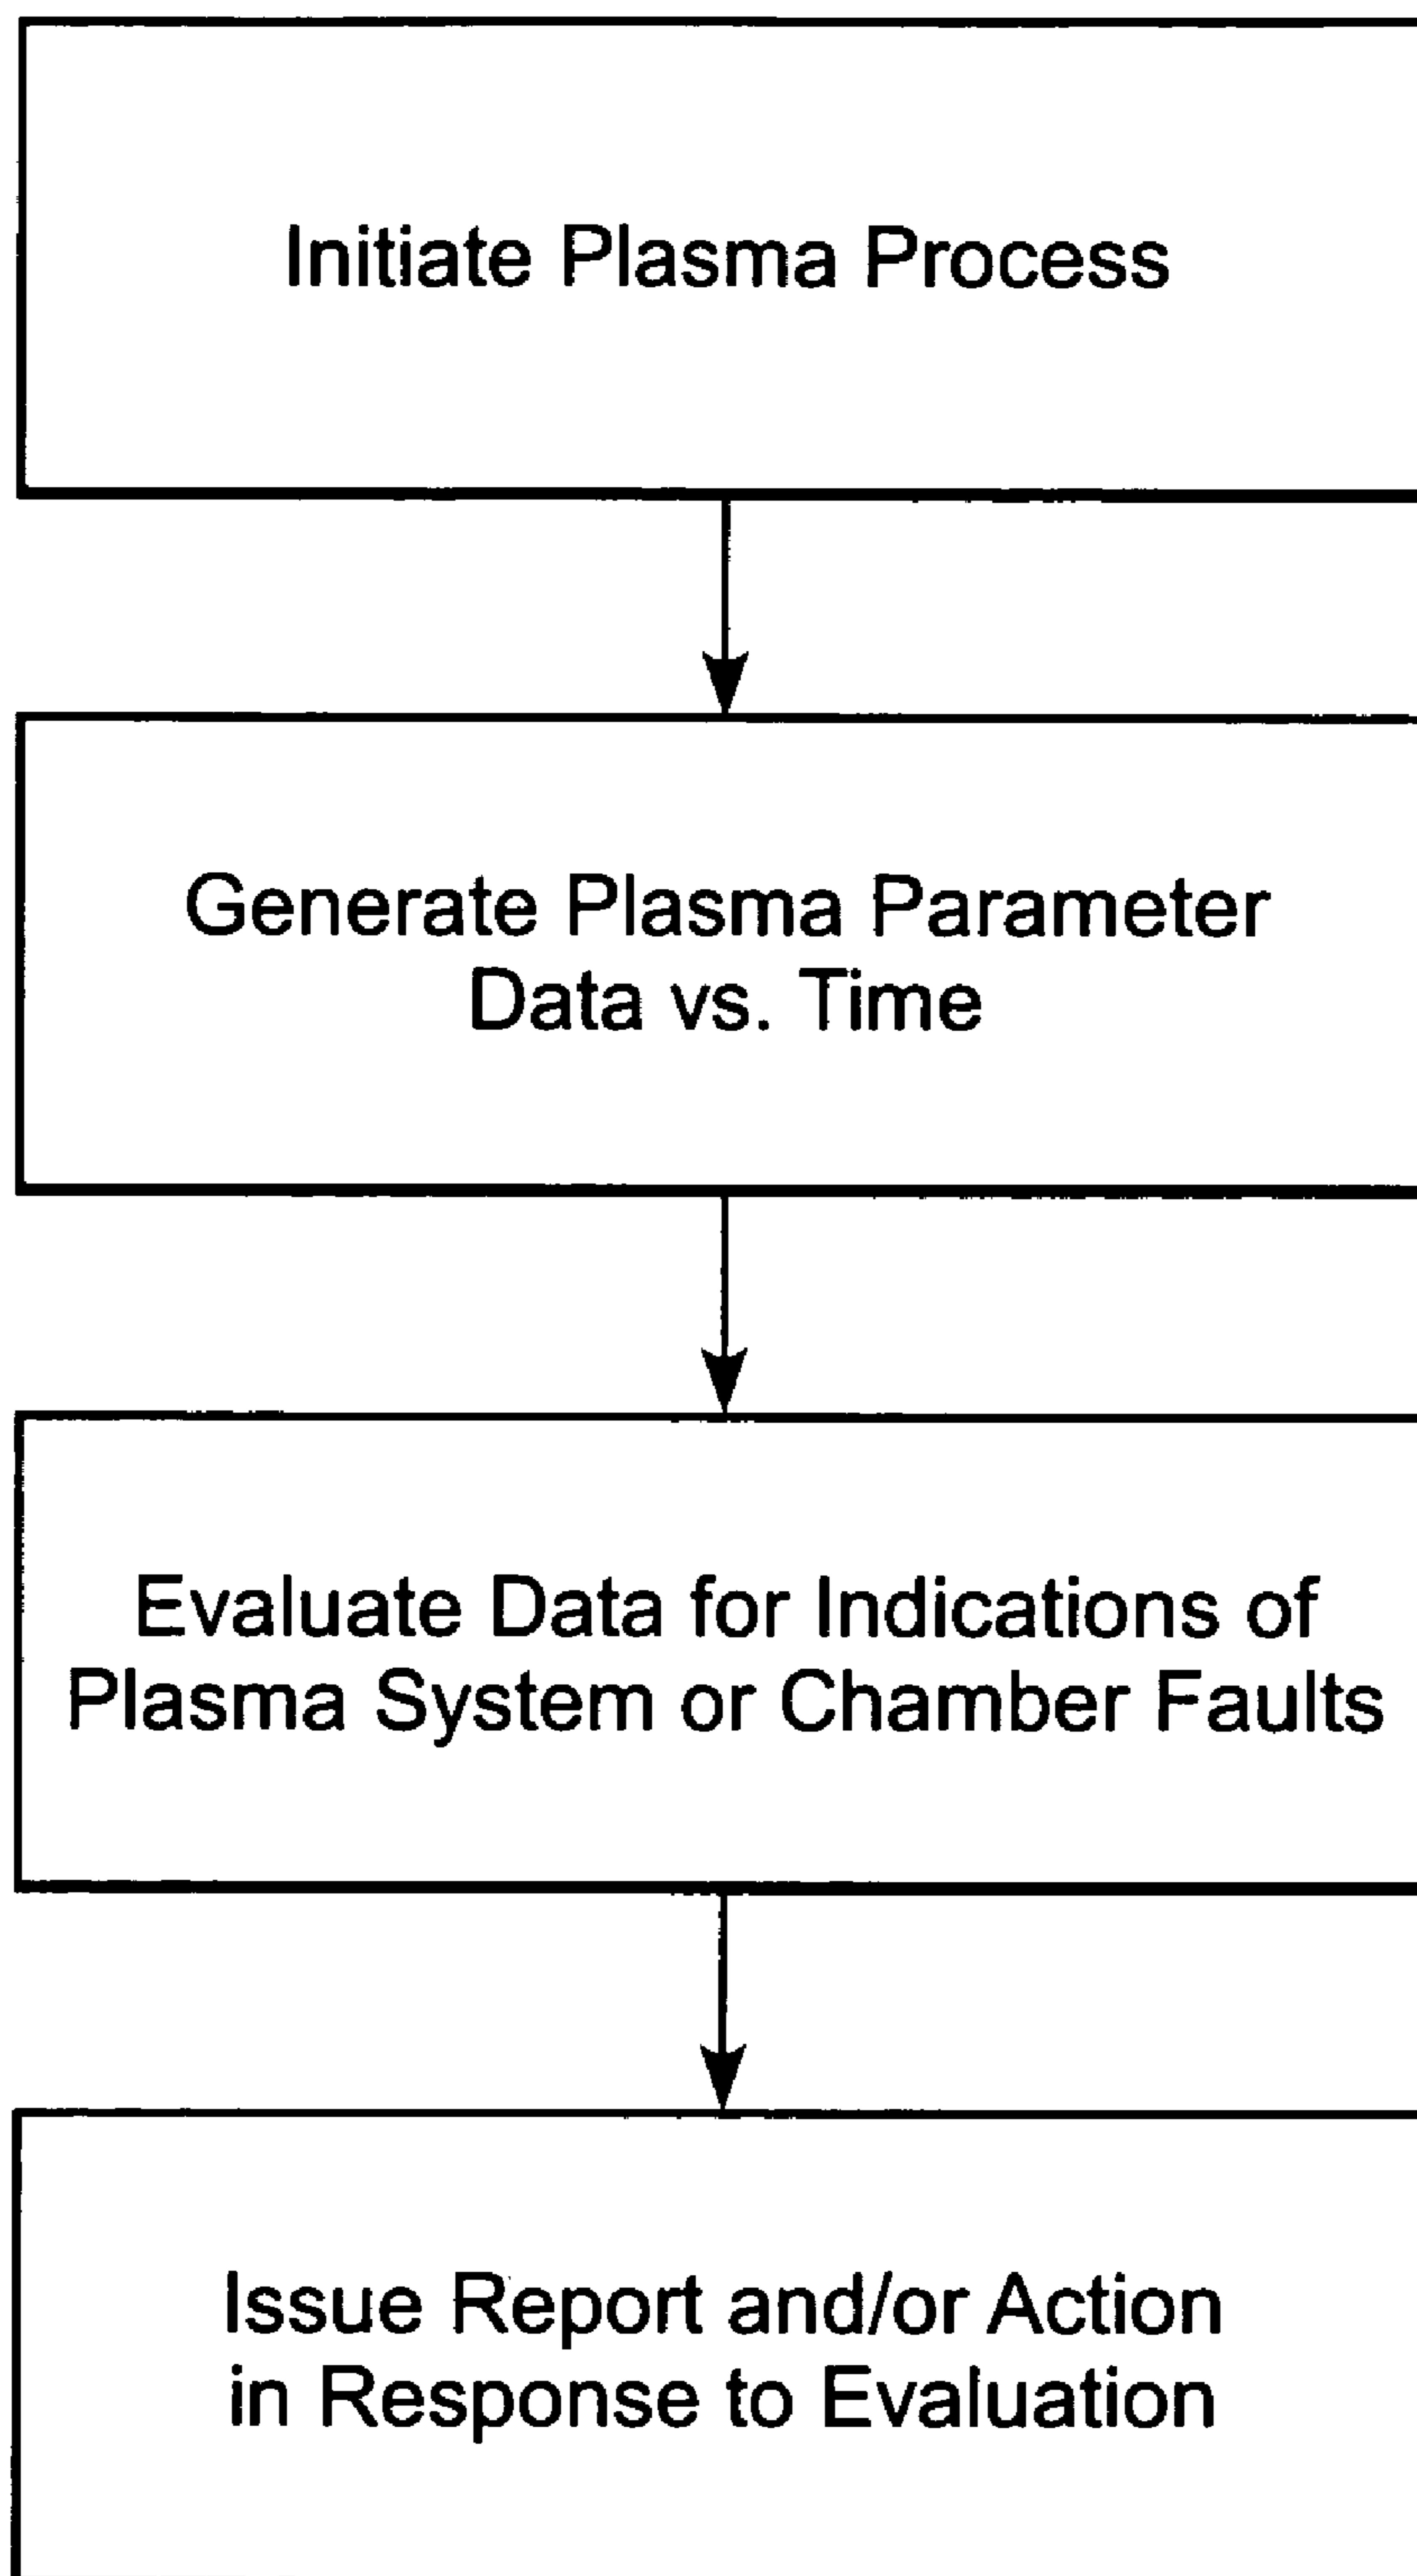 Initiate Plasma Process
Generate Plasma Parameter
Data vs. Time
Evaluate Data for Indications of
Plasma System or Chamber Faults
Issue Report and/or Action
in Response to Evaluation